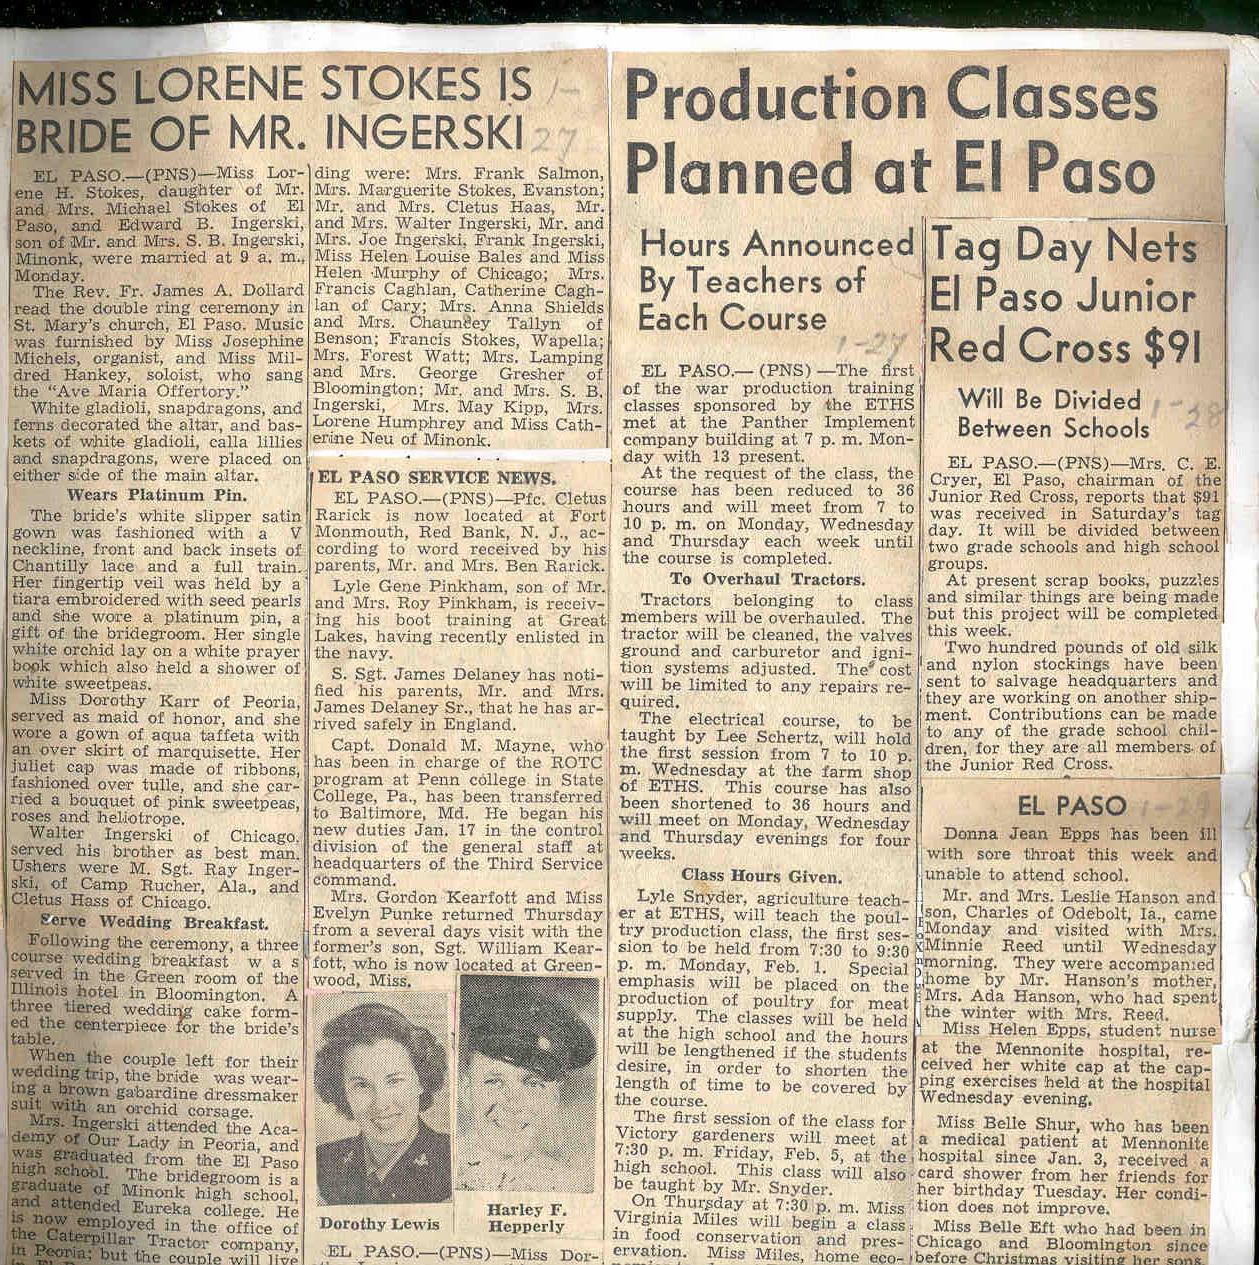 MISS LORENE STOKES IS
BRIDE OF MR. INGERSKI
1-
27
EL PASO.—(PNS)—Miss Lor-
ene H. Stokes, daughter of Mr.
and Mrs. Michael Stokes of El
Paso, and Edward B. Ingerski,
son of Mr. and Mrs. S. B. Ingerski,
Minonk, were married at 9 a. m.,
Monday.
The Rev. Fr. James A. Dollard
read the double ring ceremony in
St. Mary's church, El Paso. Music
was furnished by Miss Josephine
Michels, organist, and Miss Mil-
dred Hankey, soloist, who sang
the "Ave Maria Offertory."
White gladioli, snapdragons, and
ferns decorated the altar, and bas-
kets of white gladioli, calla lillies
and snapdragons, were placed on
either side of the main altar.
Wears Platinum Pin.
The bride's white slipper satin
gown was fashioned with a V
neckline, front and back insets of
Chantilly lace and a full train.
Her fingertip veil was held by a
tiara embroidered with seed pearls
and she wore a platinum pin, a
gift of the bridegroom. Her single
white orchid lay on a white prayer
book which also held a shower of
white sweetpeas.
Miss Dorothy Karr of Peoria,
served as maid of honor, and she
wore a gown of aqua taffeta with
an over skirt of marquisette. Her
juliet cap was made of ribbons,
fashioned over tulle, and she car-
ried a bouquet of pink sweetpeas,
roses and heliotrope.
Walter Ingerski of Chicago,
served his brother as best man.
Ushers were M. Sgt. Ray Inger-
ski, of Camp Rucher, Ala., and
Cletus Hass of Chicago.
Serve Wedding Breakfast.
Following the ceremony, a three
course wedding breakfast was
served in the Green room of the
Illinois hotel in Bloomington. A
three tiered wedding cake form-
ed the centerpiece for the bride's
table.
When the couple left for their
wedding trip, the bride was wear-
ing a brown gabardine dressmaker
suit with an orchid corsage.
Mrs. Ingerski attended the Aca-
demy of Our Lady in Peoria, and
was graduated from the El Paso
high school. The bridegroom is a
graduate of Minonk high school,
and attended Eureka college. He
is now employed in the office of
the Caterpillar Tractor company,
in Peoria; but the couple will live
ding were: Mrs. Frank Salmon,
Mrs. Marguerite Stokes, Evanston;
Mr. and Mrs. Cletus Haas, Mr.
and Mrs. Walter Ingerski, Mr. and
Mrs. Joe Ingerski, Frank Ingerski,
Miss Helen Louise Bales and Miss
Helen Murphy of Chicago; Mrs.
Francis Caghlan, Catherine Cagh-
lan of Cary; Mrs. Anna Shields
and Mrs. Chauncey Tallyn of
Benson; Francis Stokes, Wapella;
Mrs. Forest Watt; Mrs. Lamping
and Mrs. George Gresher of
Bloomington; Mr. and Mrs. S. B.
Ingerski, Mrs. May Kipp, Mrs.
Lorene Humphrey and Miss Cath-
erine Neu of Minonk.
EL PASO SERVICE NEWS.
EL PASO.—(PNS)—Pfc. Cletus
Rarick is now located at Fort
Monmouth, Red Bank, N. J., ac-
cording to word received by his
parents, Mr. and Mrs. Ben Rarick.
Lyle Gene Pinkham, son of Mr.
and Mrs. Roy Pinkham, is receiv-
ing his boot training at Great
Lakes, having recently enlisted in
the navy.
S. Sgt. James Delaney has noti-
fied his parents, Mr. and Mrs.
James Delaney Sr., that he has ar-
rived safely in England.
Capt. Donald M. Mayne, who
has been in charge of the ROTC
program at Penn college in State
College, Pa., has been transferred
to Baltimore, Md. He began his
new duties Jan. 17 in the control
division of the general staff at
headquarters of the Third Service
command.
Mrs. Gordon Kearfott and Miss
Evelyn Punke returned Thursday
from a several days visit with the
former's son, Sgt. William Kear-
fott, who is now located at Green-
wood, Miss.
Dorothy Lewis
Harley F.
Hepperly
EL PASO.—(PNS)—Miss Dor-
Production Classes
Planned at El Paso
Hours Announced
By Teachers of
Each Course
1-27
EL PASO.— (PNS) —The first
of the war production training
classes sponsored by the ETHS
met at the Panther Implement
company building at 7 p. m. Mon-
day with 13 present.
At the request of the class, the
course has been reduced to 36
hours and will meet from 7 to
10 p. m. on Monday, Wednesday
and Thursday each week until
the course is completed.
To Overhaul Tractors.
Tractors belonging to class
members will be overhauled. The
tractor will be cleaned, the valves
ground and carburetor and igni-
tion systems adjusted. The cost
will be limited to any repairs re-
quired.
The electrical course, to be
taught by Lee Schertz, will hold
the first session from 7 to 10 p.
m. Wednesday at the farm shop
of ETHS. This course has also
been shortened to 36 hours and
will meet on Monday, Wednesday
and Thursday evenings for four
weeks.
Class Hours Given.
Lyle Snyder, agriculture teach-
er at ETHS, will teach the poul-
try production class, the first ses-
sion to be held from 7:30 to 9:30
p. m. Monday, Feb. 1. Special
emphasis will be placed on the
production of poultry for meat
supply. The classes will be held
at the high school and the hours
will be lengthened if the students
desire, in order to shorten the
length of time to be covered by
the course.
The first session of the class for
Victory gardeners will meet at
7:30 p. m. Friday, Feb. 5, at the
high school. This class will also
be taught by Mr. Snyder.
On Thursday at 7:30 p. m. Miss
Virginia Miles will begin a class
in food conservation and pres-
ervation. Miss Miles, home eco-
Tag Day Nets
El Paso Junior
Red Cross $91
Will Be Divided
Between Schools
1-28
EL PASO.—(PNS)—Mrs. C. E.
Cryer, El Paso, chairman of the
Junior Red Cross, reports that $91
was received in Saturday's tag
day. It will be divided between
two grade schools and high school
groups.
At present scrap books, puzzles
and similar things are being made
but this project will be completed
this week.
Two hundred pounds of old silk
and nylon stockings have been
sent to salvage headquarters and
they are working on another ship-
ment. Contributions can be made
to any of the grade school chil-
dren, for they are all members of
the Junior Red Cross.
EL PASO
Donna Jean Epps has been ill
with sore throat this week and
unable to attend school.
Mr. and Mrs. Leslie Hanson and
son, Charles of Odebolt, Ia., came
Monday and visited with Mrs.
Minnie Reed until Wednesday
morning. They were accompanied
home by Mr. Hanson's mother,
Mrs. Ada Hanson, who had spent
the winter with Mrs. Reed.
Miss Helen Epps, student nurse
at the Mennonite hospital, re-
ceived her white cap at the cap-
ping exercises held at the hospital
Wednesday evening.
Miss Belle Shur, who has been
a medical patient at Mennonite
hospital since Jan. 3, received a
card shower from her friends for
her birthday Tuesday. Her condi-
tion does not improve.
Miss Belle Eft who had been in
Chicago and Bloomington since
before Christmas visiting her sons